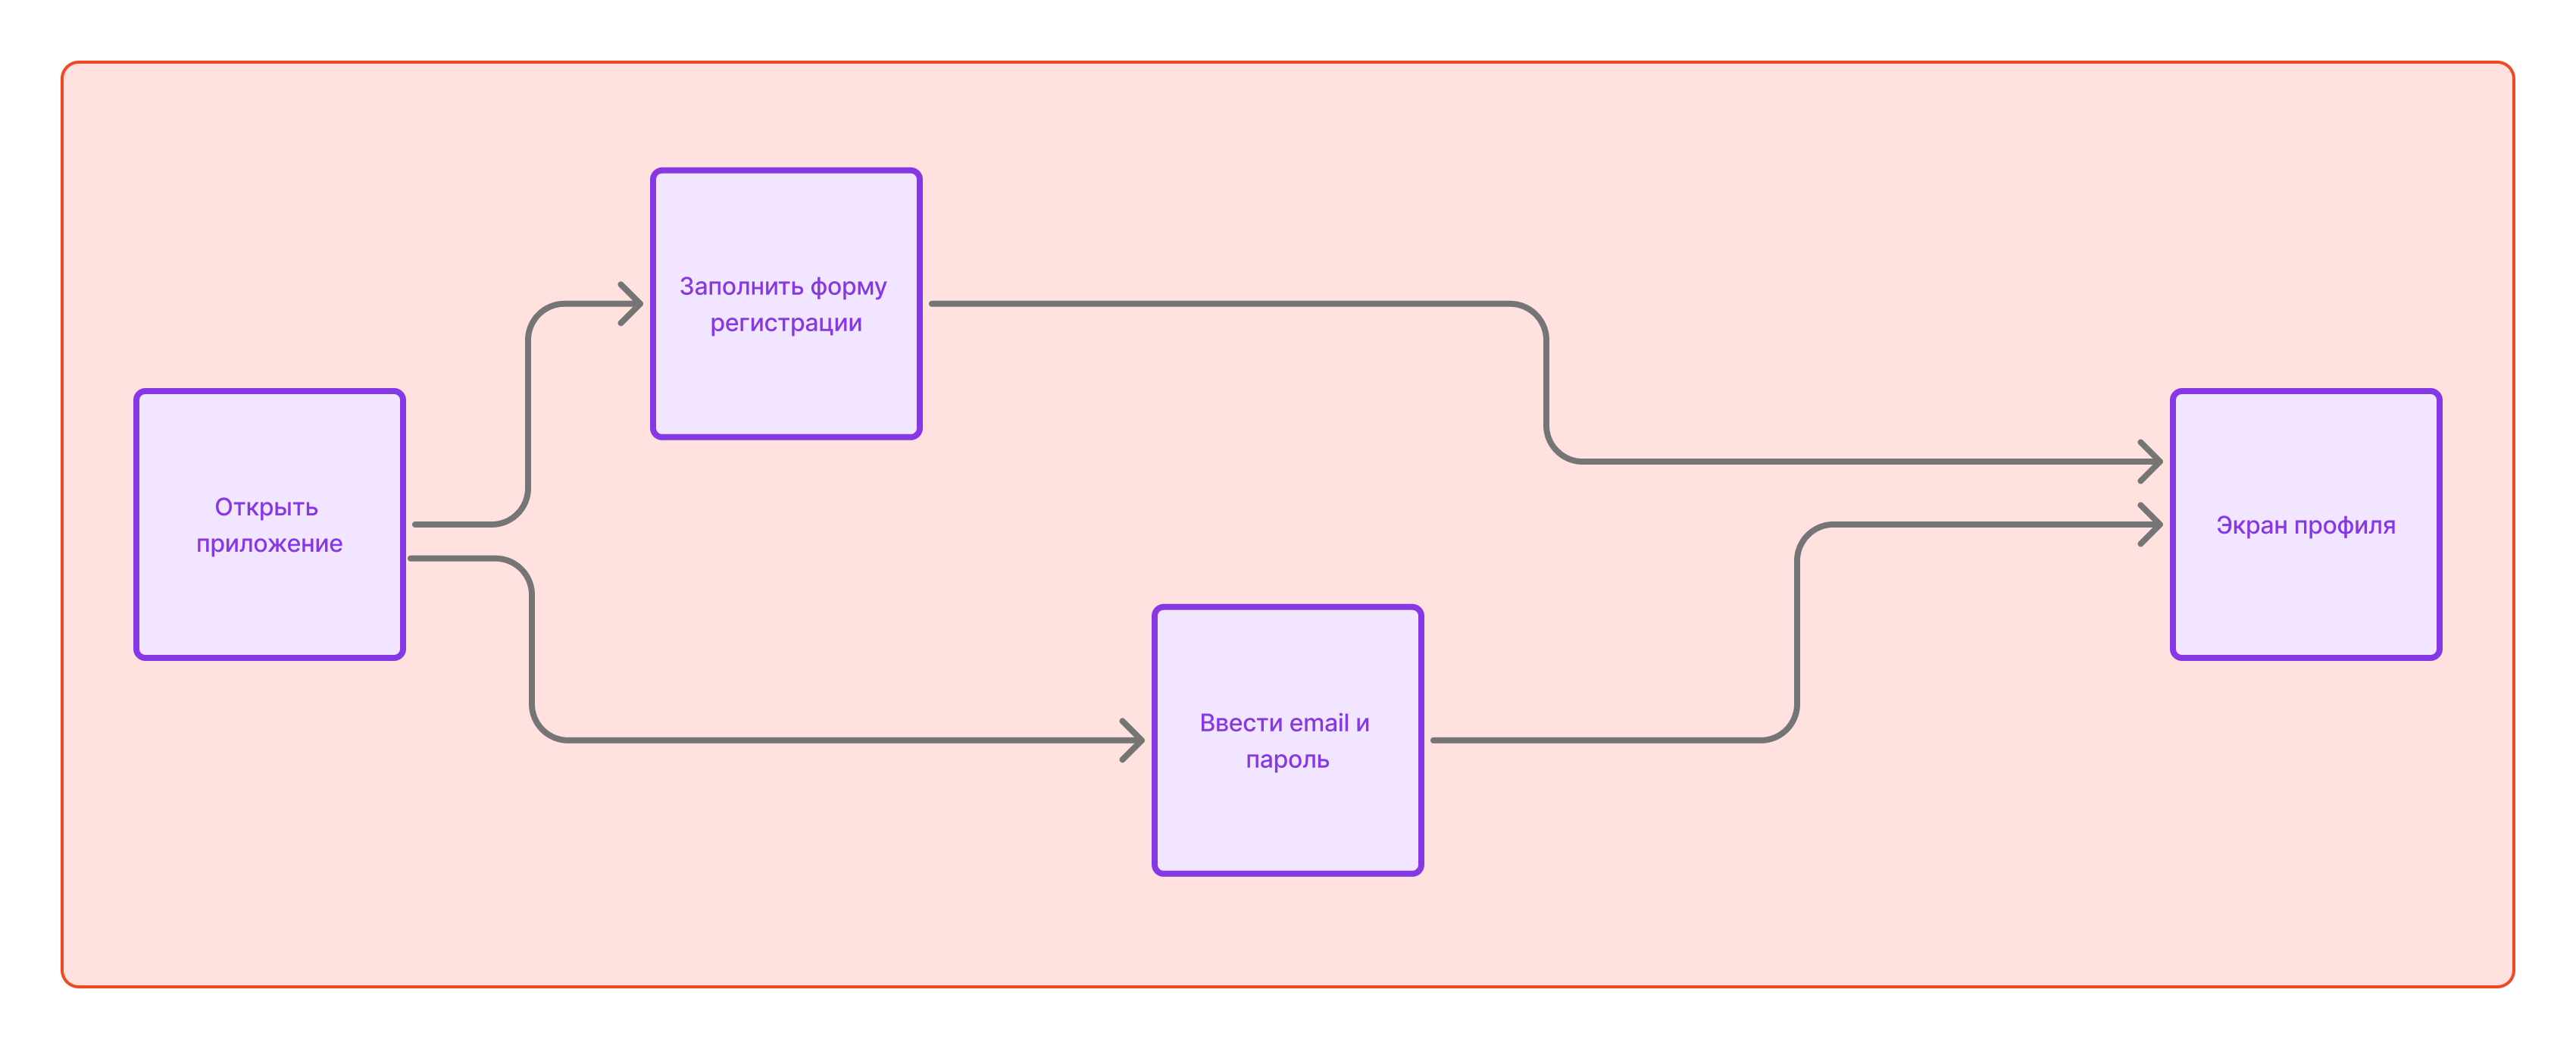 Заполнить форму
регистрации
Открыть
приложение
Экран профиля
Ввести email и
пароль